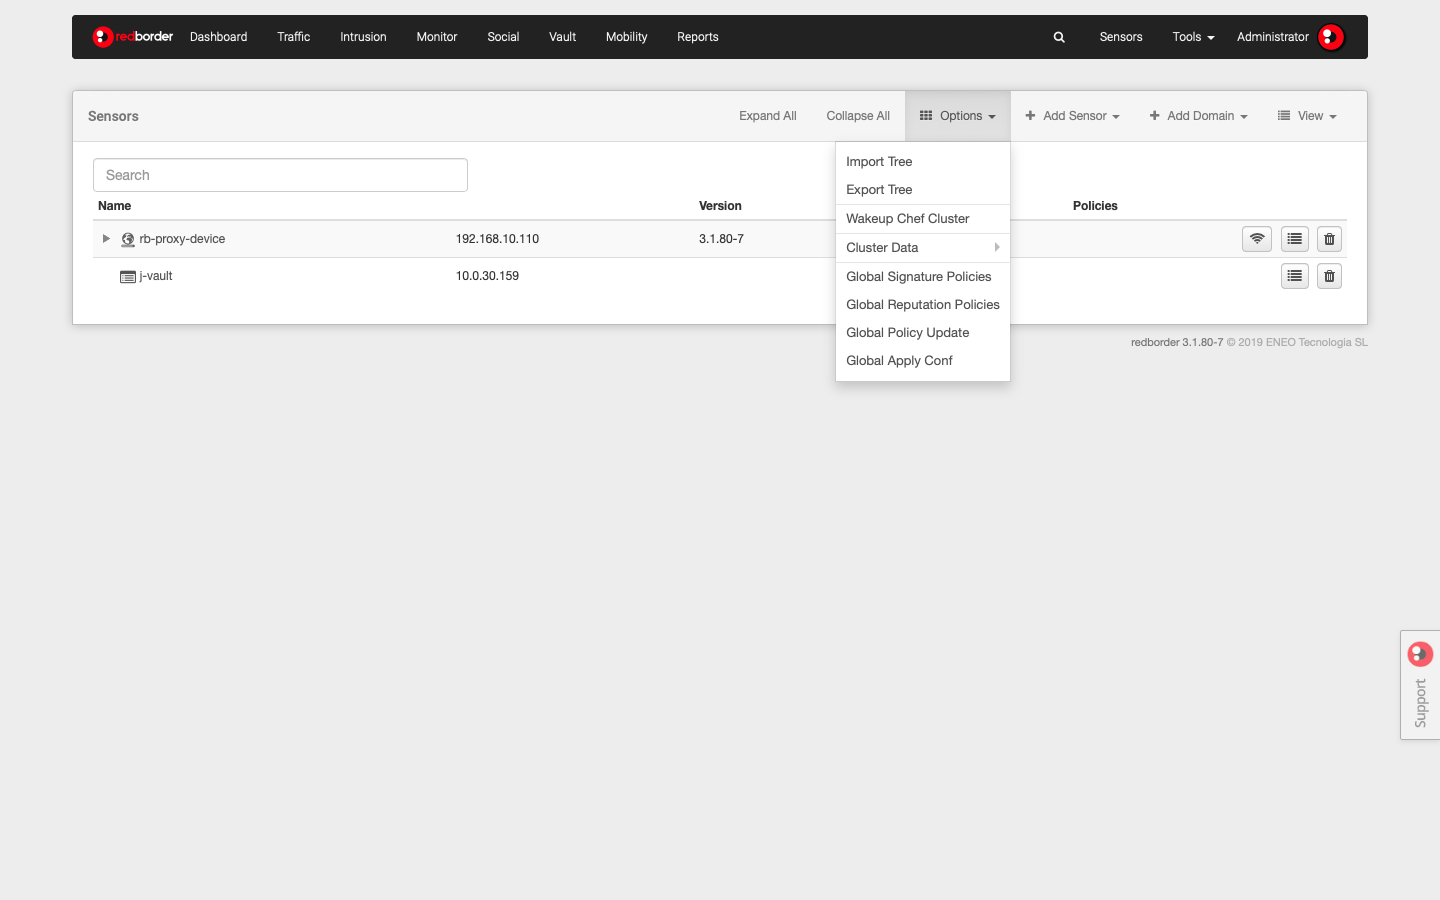 redborder Dashboard Traffic Intrusion Monitor Social Vault Mobility Reports Sensors Tools Administrator
Sensors Expand All Collapse All Options Add Sensor Add Domain View
Search
Name Version Policies
rb-proxy-device 192.168.10.110 3.1.80-7
j-vault 10.0.30.159
Import Tree
Export Tree
Wakeup Chef Cluster
Cluster Data
Global Signature Policies
Global Reputation Policies
Global Policy Update
Global Apply Conf
redborder 3.1.80-7 © 2019 ENEO Tecnologia SL
Support